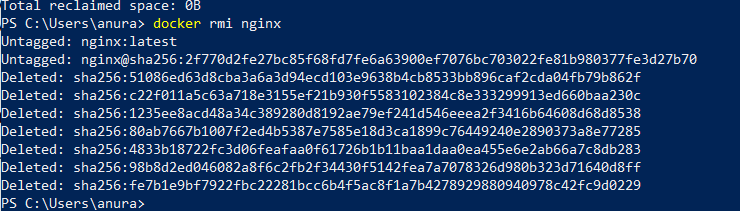 Total reclaimed space: 0B
PS C:\Users\anura> docker rmi nginx
Untagged: nginx:latest
Untagged: nginx@sha256:2f770d2fe27bc85f68fd7fe6a63900ef7076bc703022fe81b980377fe3d27b70
Deleted: sha256:51086ed63d8cba3a6a3d94ecd103e9638b4cb8533bb896caf2cda04fb79b862f
Deleted: sha256:c22f011a5c63a718e3155ef21b930f5583102384c8e333299913ed660baa230c
Deleted: sha256:1235ee8acd48a34c389280d8192ae79ef241d546eeea2f3416b64608d68d8538
Deleted: sha256:80ab7667b1007f2ed4b5387e7585e18d3ca1899c76449240e2890373a8e77285
Deleted: sha256:4833b18722fc3d06feafaa0f61726b1b11baa1daa0ea455e6e2ab66a7c8db283
Deleted: sha256:98b8d2ed046082a8f6c2fb2f34430f5142fea7a7078326d980b323d71640d8ff
Deleted: sha256:fe7b1e9bf7922fbc22281bcc6b4f5ac8f1a7b4278929880940978c42fc9d0229
PS C:\Users\anura>